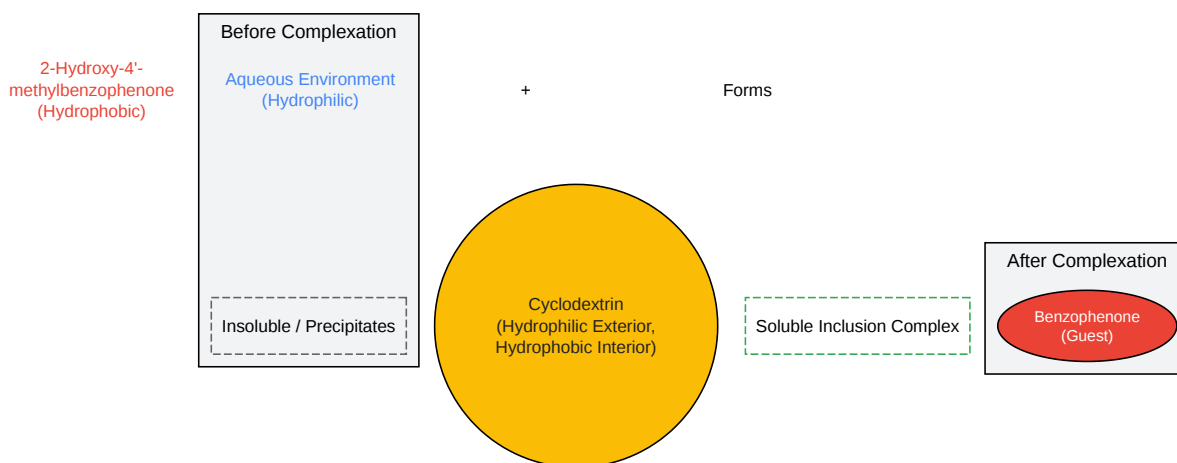 Before Complexation
2-Hydroxy-4'-
methylbenzophenone
(Hydrophobic)
Aqueous Environment
(Hydrophilic)
+
Forms
Insoluble / Precipitates
Cyclodextrin
(Hydrophilic Exterior,
Hydrophobic Interior)
Soluble Inclusion Complex
After Complexation
Benzophenone
(Guest)